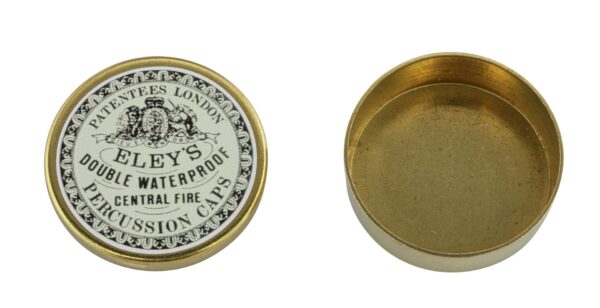 PATENTEES LONDON
ELEY'S
DOUBLE WATERPROOF
CENTRAL FIRE
PERCUSSION CAPS